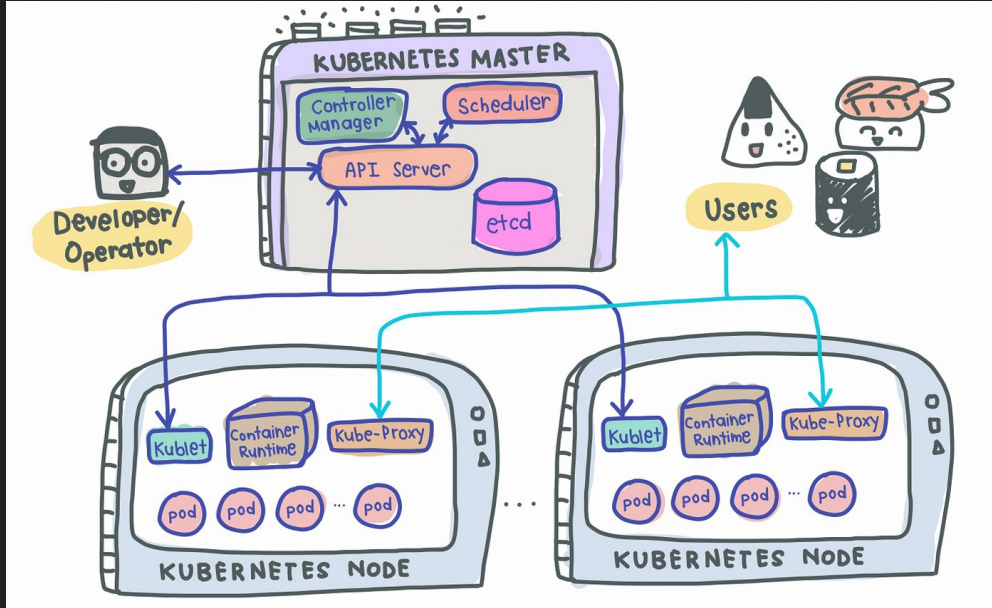 KUBERNETES MASTER
Controller
Manager
Scheduler
API Server
etcd
Developer/
Operator
Users
Kublet
Container
Runtime
Kube-Proxy
pod pod pod ... pod
KUBERNETES NODE
...
Kublet
Container
Runtime
Kube-Proxy
pod pod pod ... pod
KUBERNETES NODE